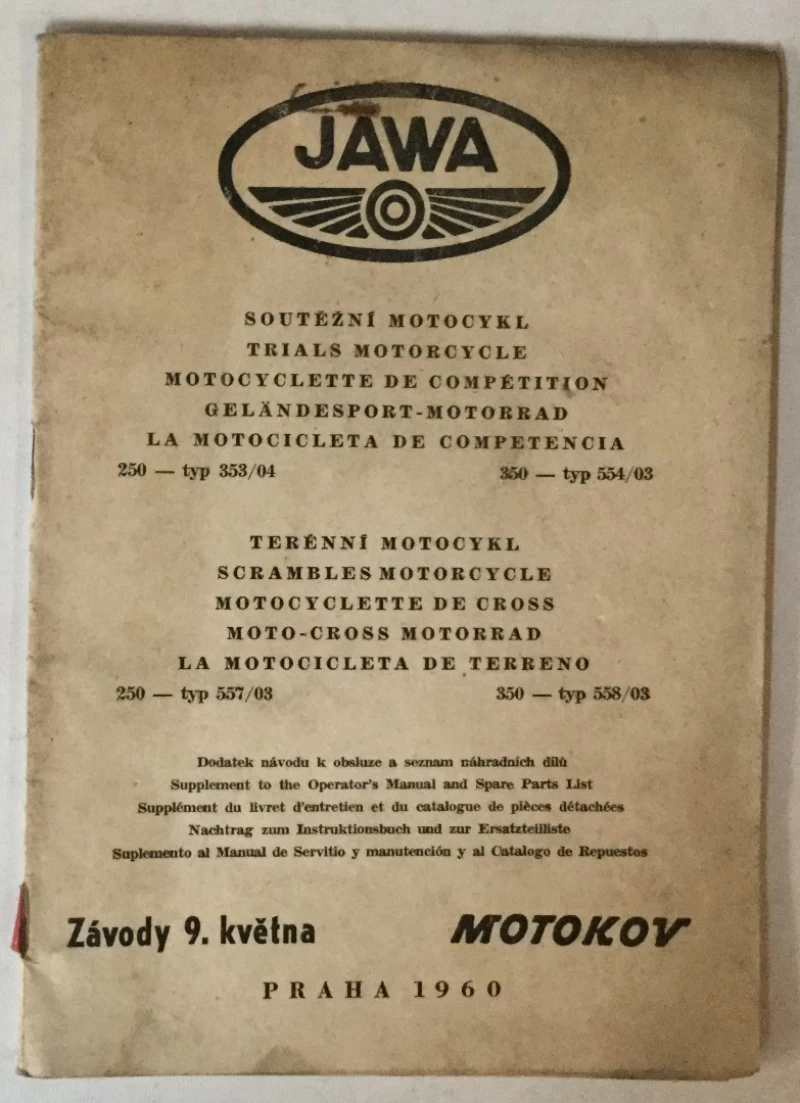 JAWA
SOUTĚŽNÍ MOTOCYKL
TRIALS MOTORCYCLE
MOTOCYCLETTE DE COMPÉTITION
GELÄNDESPORT-MOTORRAD
LA MOTOCICLETA DE COMPETENCIA
250 — typ 353/04 350 — typ 554/03
TERÉNNÍ MOTOCYKL
SCRAMBLES MOTORCYCLE
MOTOCYCLETTE DE CROSS
MOTO-CROSS MOTORRAD
LA MOTOCICLETA DE TERRENO
250 — typ 557/03 350 — typ 558/03
Dodatek návodu k obsluze a seznam náhradních dílů
Supplement to the Operator's Manual and Spare Parts List
Supplément du livret d'entretien et du catalogue de pièces détachées
Nachtrag zum Instruktionsbuch und zur Ersatzteilliste
Suplemento al Manual de Servitio y manutención y al Catalogo de Repuestos
Závody 9. května MOTOKOV
PRAHA 1960